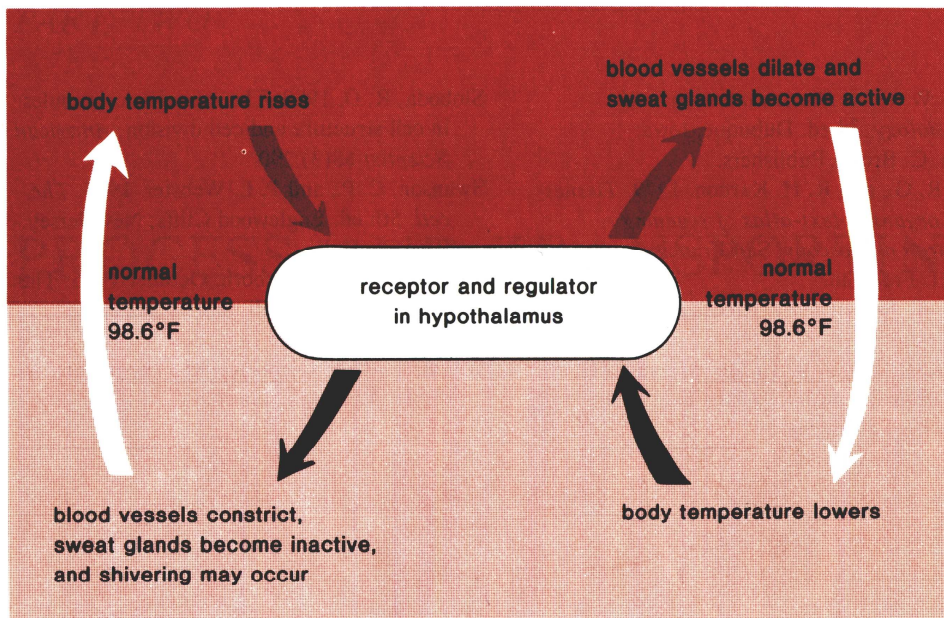 body temperature rises
blood vessels dilate and
sweat glands become active
normal
temperature
98.6°F
receptor and regulator
in hypothalamus
normal
temperature
98.6°F
blood vessels constrict,
sweat glands become inactive,
and shivering may occur
body temperature lowers